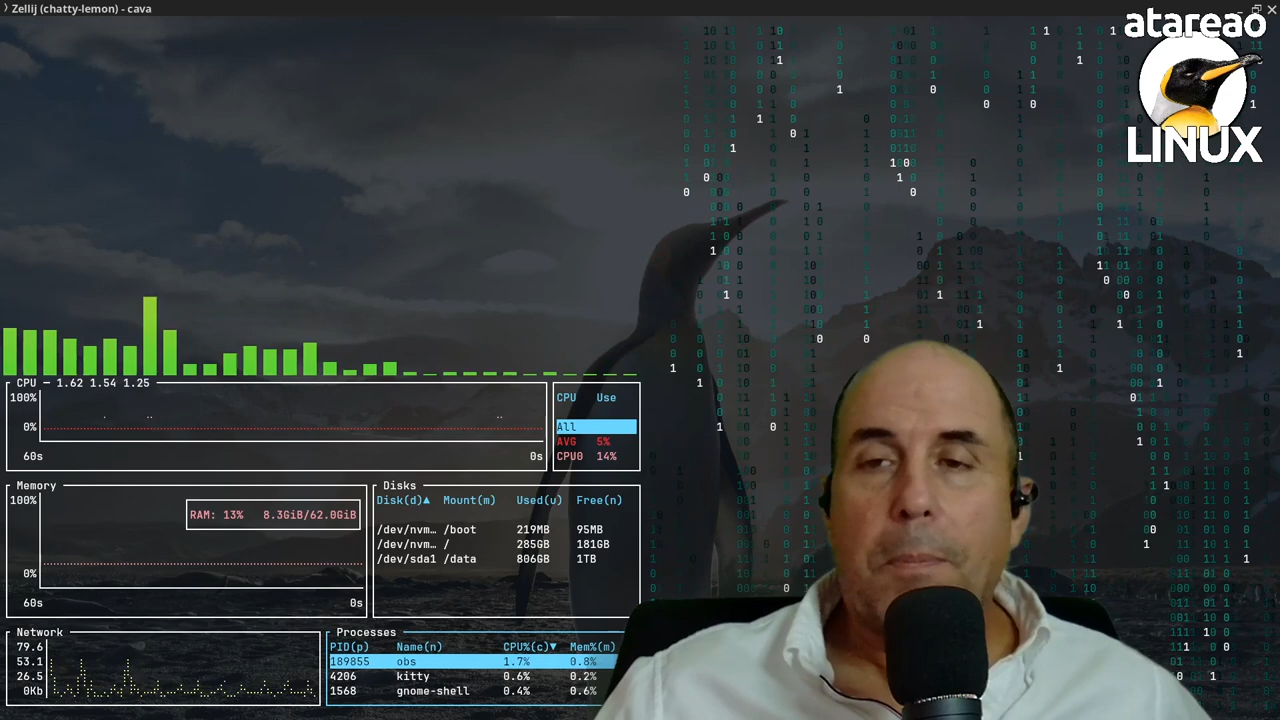 Zellij (chatty-lemon) - cava
atareao
LINUX
CPU — 1.62 1.54 1.25
100%
0%
60s 0s
CPU Use
All
AVG 5%
CPU0 14%
Memory
100%
RAM: 13% 8.3GiB/62.0GiB
0%
60s 0s
Disks
Disk(d)▲ Mount(m) Used(u) Free(n)
/dev/nvm… /boot 219MB 95MB
/dev/nvm… / 285GB 181GB
/dev/sda1 /data 806GB 1TB
Network
79.6
53.1
26.5
0Kb
Processes
PID(p) Name(n) CPU%(c)▼ Mem%(m)
189855 obs 1.7% 0.8%
4206 kitty 0.6% 0.2%
1568 gnome-shell 0.4% 0.6%